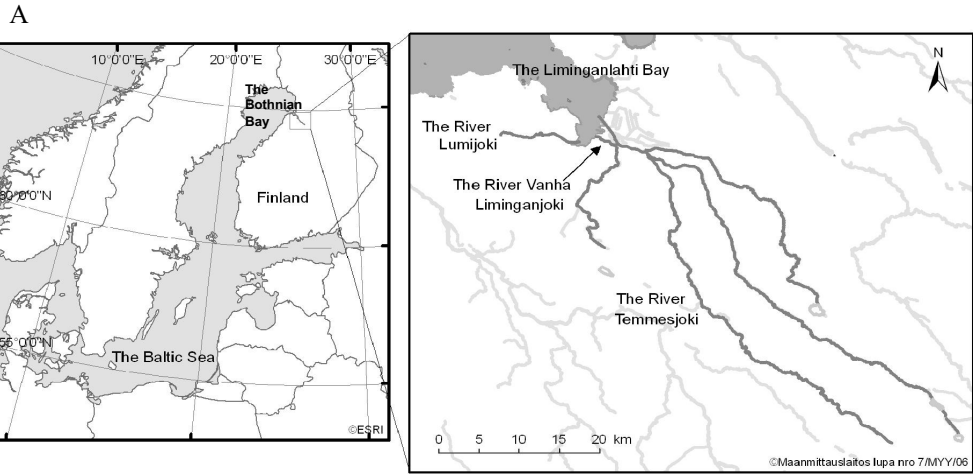 A
10°0'0"E
20°0'0"E
30°0'0"E
The
Bothnian
Bay
Finland
60°0'0"N
55°0'0"N
The Baltic Sea
©ESRI
N
The Liminganlahti Bay
The River
Lumijoki
The River Vanha
Liminganjoki
The River
Temmesjoki
0 5 10 15 20 km
©Maanmittauslaitos lupa nro 7/MYY/06